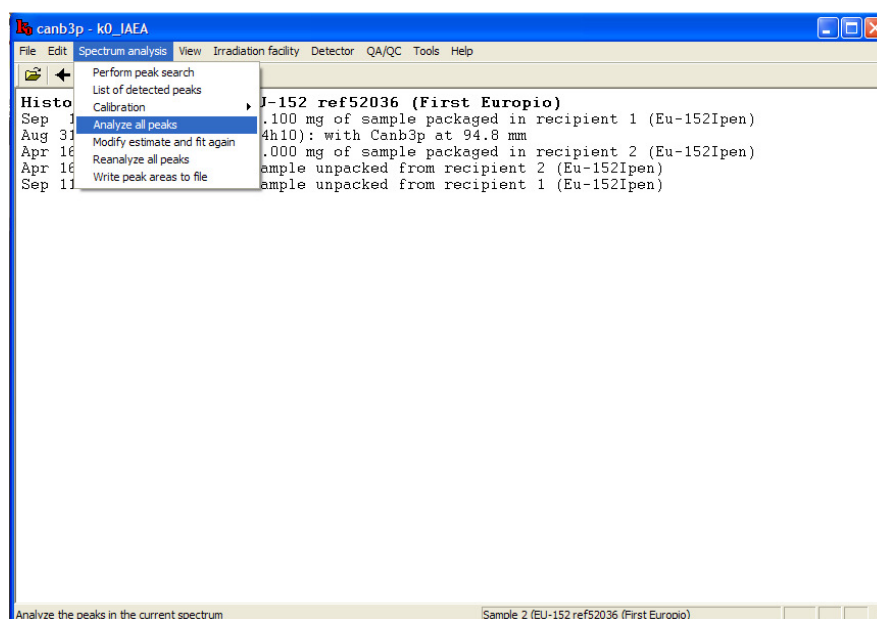 canb3p - k0_IAEA
File Edit Spectrum analysis View Irradiation facility Detector QA/QC Tools Help
Perform peak search
List of detected peaks
Calibration
Analyze all peaks
Modify estimate and fit again
Reanalyze all peaks
Write peak areas to file
Histo J-152 ref52036 (First Europio)
Sep 1 .100 mg of sample packaged in recipient 1 (Eu-152Ipen)
Aug 31 4h10): with Canb3p at 94.8 mm
Apr 16 .000 mg of sample packaged in recipient 2 (Eu-152Ipen)
Apr 16 ample unpacked from recipient 2 (Eu-152Ipen)
Sep 11 ample unpacked from recipient 1 (Eu-152Ipen)
Analyze the peaks in the current spectrum Sample 2 (EU-152 ref52036 (First Europio)